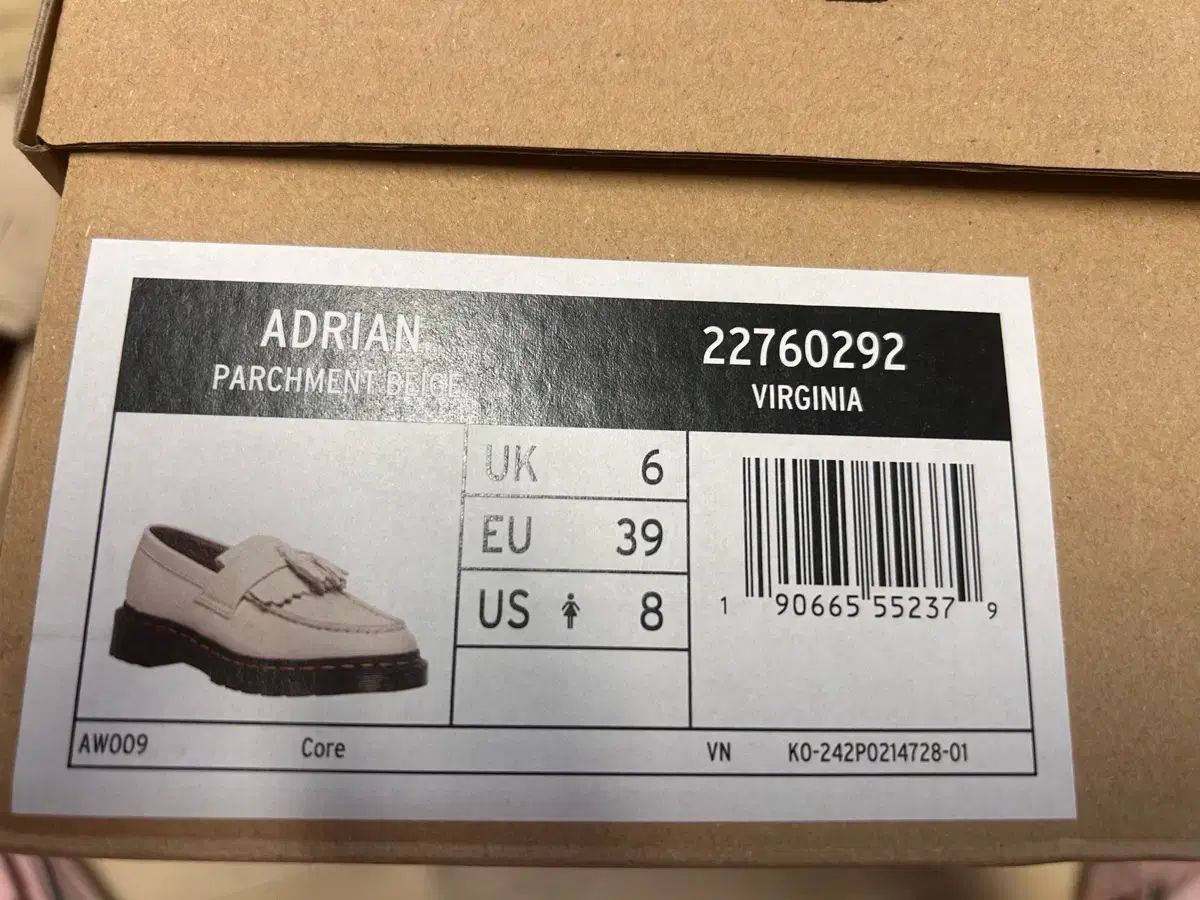 ADRIAN
PARCHMENT BEIGE
22760292
VIRGINIA
UK 6
EU 39
US 8
1 90665 55237 9
AW009 Core VN KO-242P0214728-01